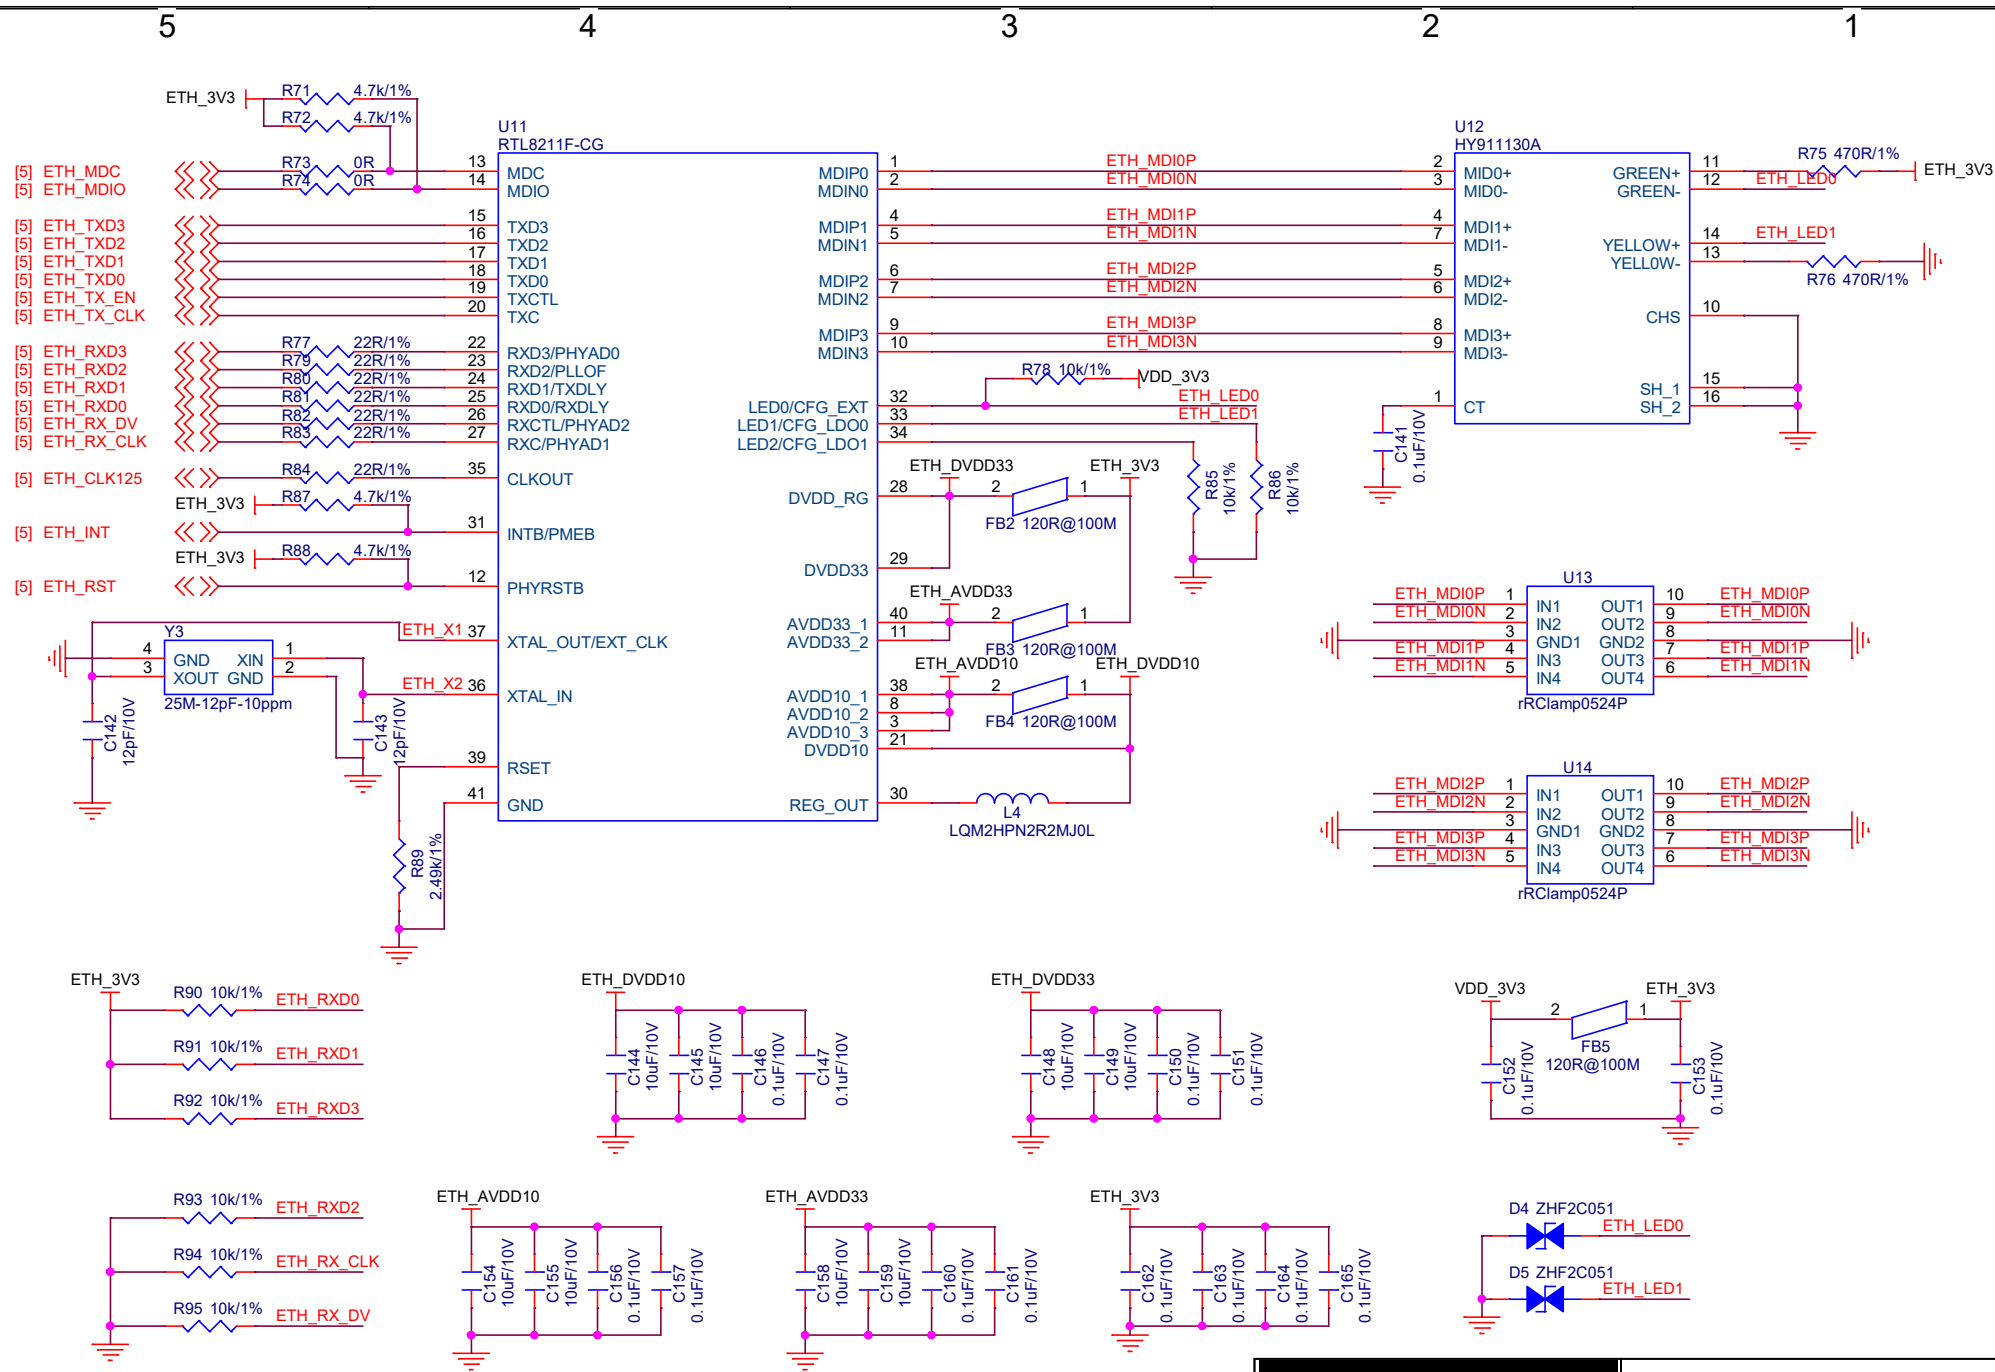 5 4 3 2 1
ETH_3V3
R71 4.7k/1%
R72 4.7k/1%
[5] ETH_MDC R73 0R
[5] ETH_MDIO R74 0R
[5] ETH_TXD3
[5] ETH_TXD2
[5] ETH_TXD1
[5] ETH_TXD0
[5] ETH_TX_EN
[5] ETH_TX_CLK
[5] ETH_RXD3 R77 22R/1%
[5] ETH_RXD2 R79 22R/1%
[5] ETH_RXD1 R80 22R/1%
[5] ETH_RXD0 R81 22R/1%
[5] ETH_RX_DV R82 22R/1%
[5] ETH_RX_CLK R83 22R/1%
[5] ETH_CLK125 R84 22R/1%
ETH_3V3 R87 4.7k/1%
[5] ETH_INT
ETH_3V3 R88 4.7k/1%
[5] ETH_RST
Y3
4 GND XIN 1
3 XOUT GND 2
25M-12pF-10ppm
ETH_X1
ETH_X2
C142 12pF/10V
C143 12pF/10V
R89 2.49k/1%
U11
RTL8211F-CG
13 MDC
14 MDIO
15 TXD3
16 TXD2
17 TXD1
18 TXD0
19 TXCTL
20 TXC
22 RXD3/PHYAD0
23 RXD2/PLLOF
24 RXD1/TXDLY
25 RXD0/RXDLY
26 RXCTL/PHYAD2
27 RXC/PHYAD1
35 CLKOUT
31 INTB/PMEB
12 PHYRSTB
37 XTAL_OUT/EXT_CLK
36 XTAL_IN
39 RSET
41 GND
MDIP0 1 ETH_MDI0P
MDIN0 2 ETH_MDI0N
MDIP1 4 ETH_MDI1P
MDIN1 5 ETH_MDI1N
MDIP2 6 ETH_MDI2P
MDIN2 7 ETH_MDI2N
MDIP3 9 ETH_MDI3P
MDIN3 10 ETH_MDI3N
R78 10k/1% VDD_3V3
LED0/CFG_EXT 32 ETH_LED0
LED1/CFG_LDO0 33 ETH_LED1
LED2/CFG_LDO1 34
R85 10k/1%
R86 10k/1%
ETH_DVDD33 ETH_3V3
DVDD_RG 28
2 1
FB2 120R@100M
DVDD33 29
ETH_AVDD33
AVDD33_1 40
AVDD33_2 11
2 1
FB3 120R@100M
ETH_AVDD10 ETH_DVDD10
AVDD10_1 38
AVDD10_2 8
AVDD10_3 3
DVDD10 21
2 1
FB4 120R@100M
REG_OUT 30
L4
LQM2HPN2R2MJ0L
U12
HY911130A
2 MID0+
3 MID0-
4 MDI1+
7 MDI1-
5 MDI2+
6 MDI2-
8 MDI3+
9 MDI3-
1 CT
C141 0.1uF/10V
GREEN+ 11 R75 470R/1% ETH_3V3
GREEN- 12 ETH_LED0
YELLOW+ 14 ETH_LED1
YELL0W- 13 R76 470R/1%
CHS 10
SH_1 15
SH_2 16
U13
ETH_MDI0P 1 IN1 OUT1 10 ETH_MDI0P
ETH_MDI0N 2 IN2 OUT2 9 ETH_MDI0N
3 GND1 GND2 8
ETH_MDI1P 4 IN3 OUT3 7 ETH_MDI1P
ETH_MDI1N 5 IN4 OUT4 6 ETH_MDI1N
rRClamp0524P
U14
ETH_MDI2P 1 IN1 OUT1 10 ETH_MDI2P
ETH_MDI2N 2 IN2 OUT2 9 ETH_MDI2N
3 GND1 GND2 8
ETH_MDI3P 4 IN3 OUT3 7 ETH_MDI3P
ETH_MDI3N 5 IN4 OUT4 6 ETH_MDI3N
rRClamp0524P
ETH_3V3
R90 10k/1% ETH_RXD0
R91 10k/1% ETH_RXD1
R92 10k/1% ETH_RXD3
ETH_DVDD10
C144 10uF/10V
C145 10uF/10V
C146 0.1uF/10V
C147 0.1uF/10V
ETH_DVDD33
C148 10uF/10V
C149 10uF/10V
C150 0.1uF/10V
C151 0.1uF/10V
VDD_3V3 ETH_3V3
2 1
FB5
120R@100M
C152 0.1uF/10V
C153 0.1uF/10V
R93 10k/1% ETH_RXD2
R94 10k/1% ETH_RX_CLK
R95 10k/1% ETH_RX_DV
ETH_AVDD10
C154 10uF/10V
C155 10uF/10V
C156 0.1uF/10V
C157 0.1uF/10V
ETH_AVDD33
C158 10uF/10V
C159 10uF/10V
C160 0.1uF/10V
C161 0.1uF/10V
ETH_3V3
C162 0.1uF/10V
C163 0.1uF/10V
C164 0.1uF/10V
C165 0.1uF/10V
D4 ZHF2C051 ETH_LED0
D5 ZHF2C051 ETH_LED1